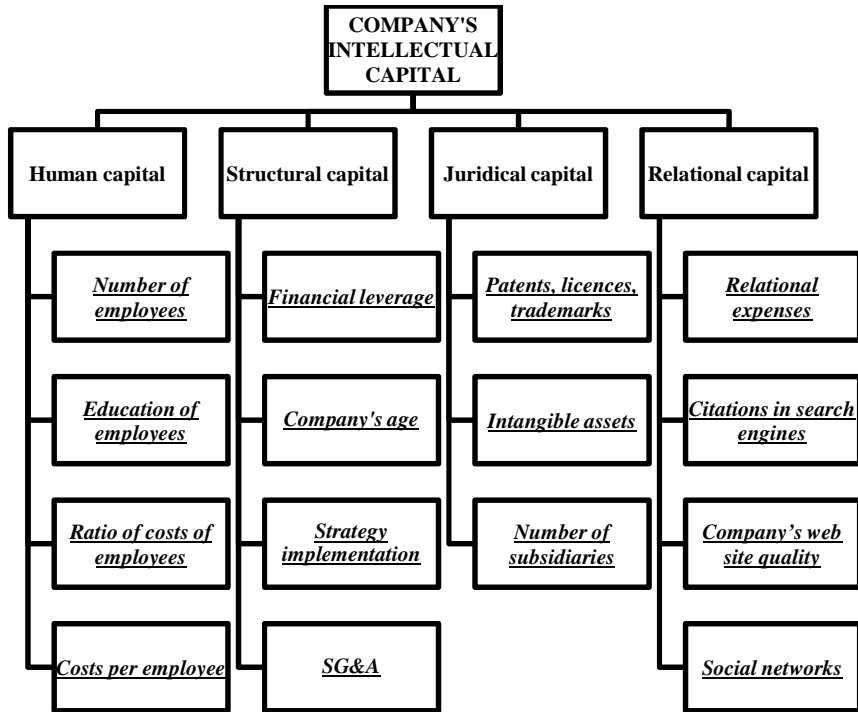 COMPANY'S
INTELLECTUAL
CAPITAL
Human capital
Structural capital
Juridical capital
Relational capital
Number of
employees
Financial leverage
Patents, licences,
trademarks
Relational
expenses
Education of
employees
Company's age
Intangible assets
Citations in search
engines
Ratio of costs of
employees
Strategy
implementation
Number of
subsidiaries
Company’s web
site quality
Costs per employee
SG&A
Social networks